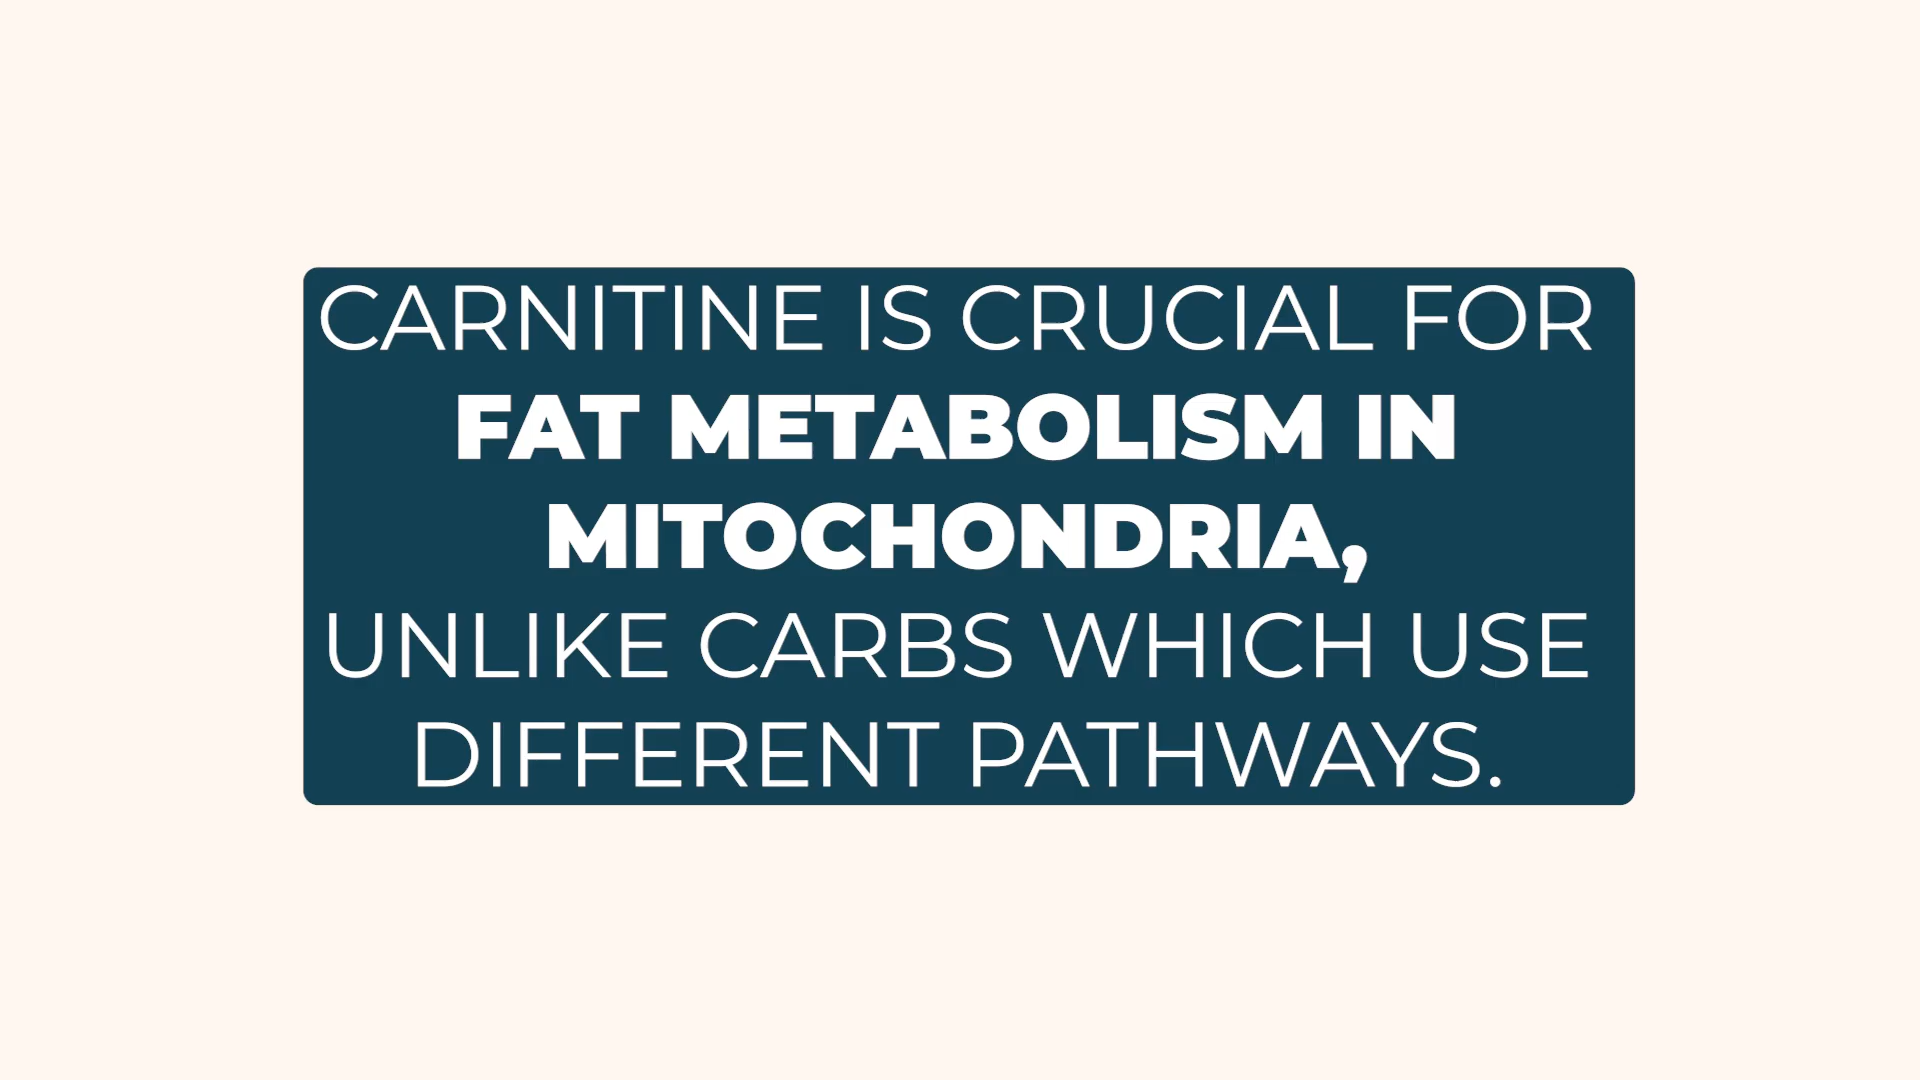 CARNITINE IS CRUCIAL FOR
FAT METABOLISM IN
MITOCHONDRIA,
UNLIKE CARBS WHICH USE
DIFFERENT PATHWAYS.